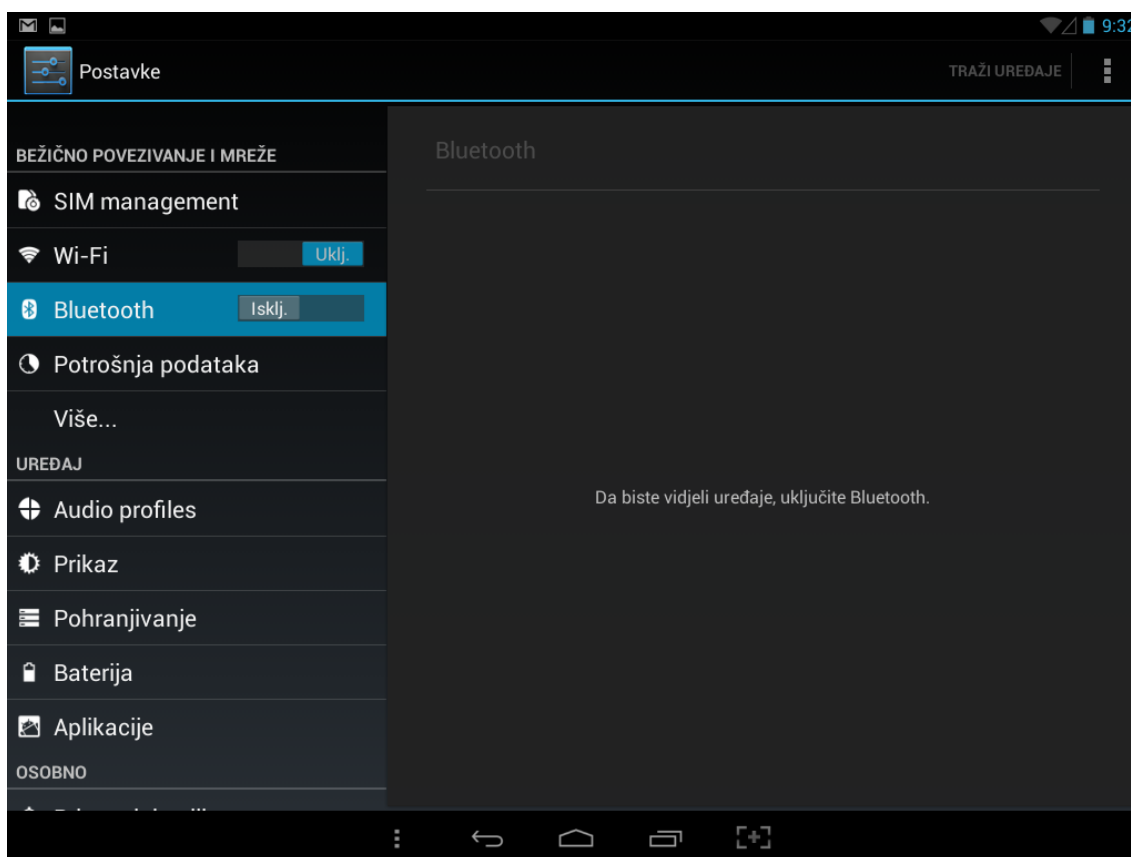 9:32
Postavke
TRAŽI UREĐAJE
BEŽIČNO POVEZIVANJE I MREŽE
SIM management
Wi-Fi
Uklj.
Bluetooth
Isklj.
Potrošnja podataka
Više...
UREĐAJ
Audio profiles
Prikaz
Pohranjivanje
Baterija
Aplikacije
OSOBNO
Bluetooth
Da biste vidjeli uređaje, uključite Bluetooth.